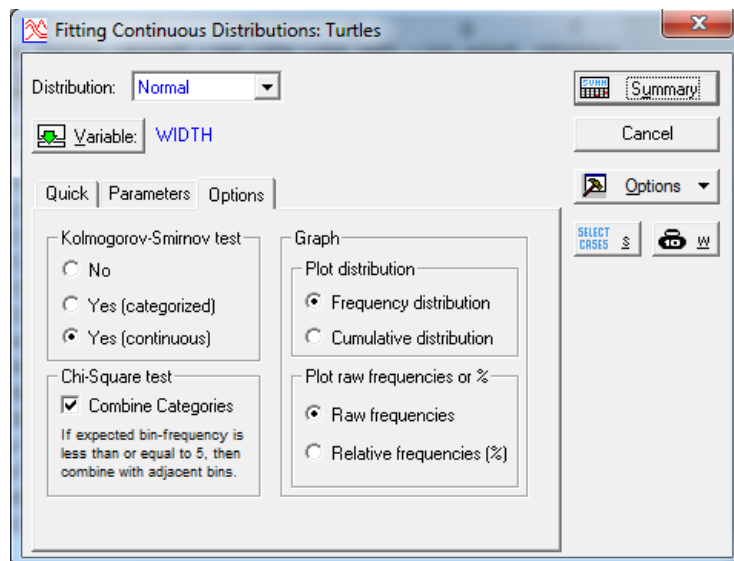 Fitting Continuous Distributions: Turtles
Distribution: Normal
Summary
Variable: WIDTH
Cancel
Quick Parameters Options
Options
SELECT CASES S W
Kolmogorov-Smirnov test
No
Yes (categorized)
Yes (continuous)
Chi-Square test
Combine Categories
If expected bin-frequency is
less than or equal to 5, then
combine with adjacent bins.
Graph
Plot distribution
Frequency distribution
Cumulative distribution
Plot raw frequencies or %
Raw frequencies
Relative frequencies (%)